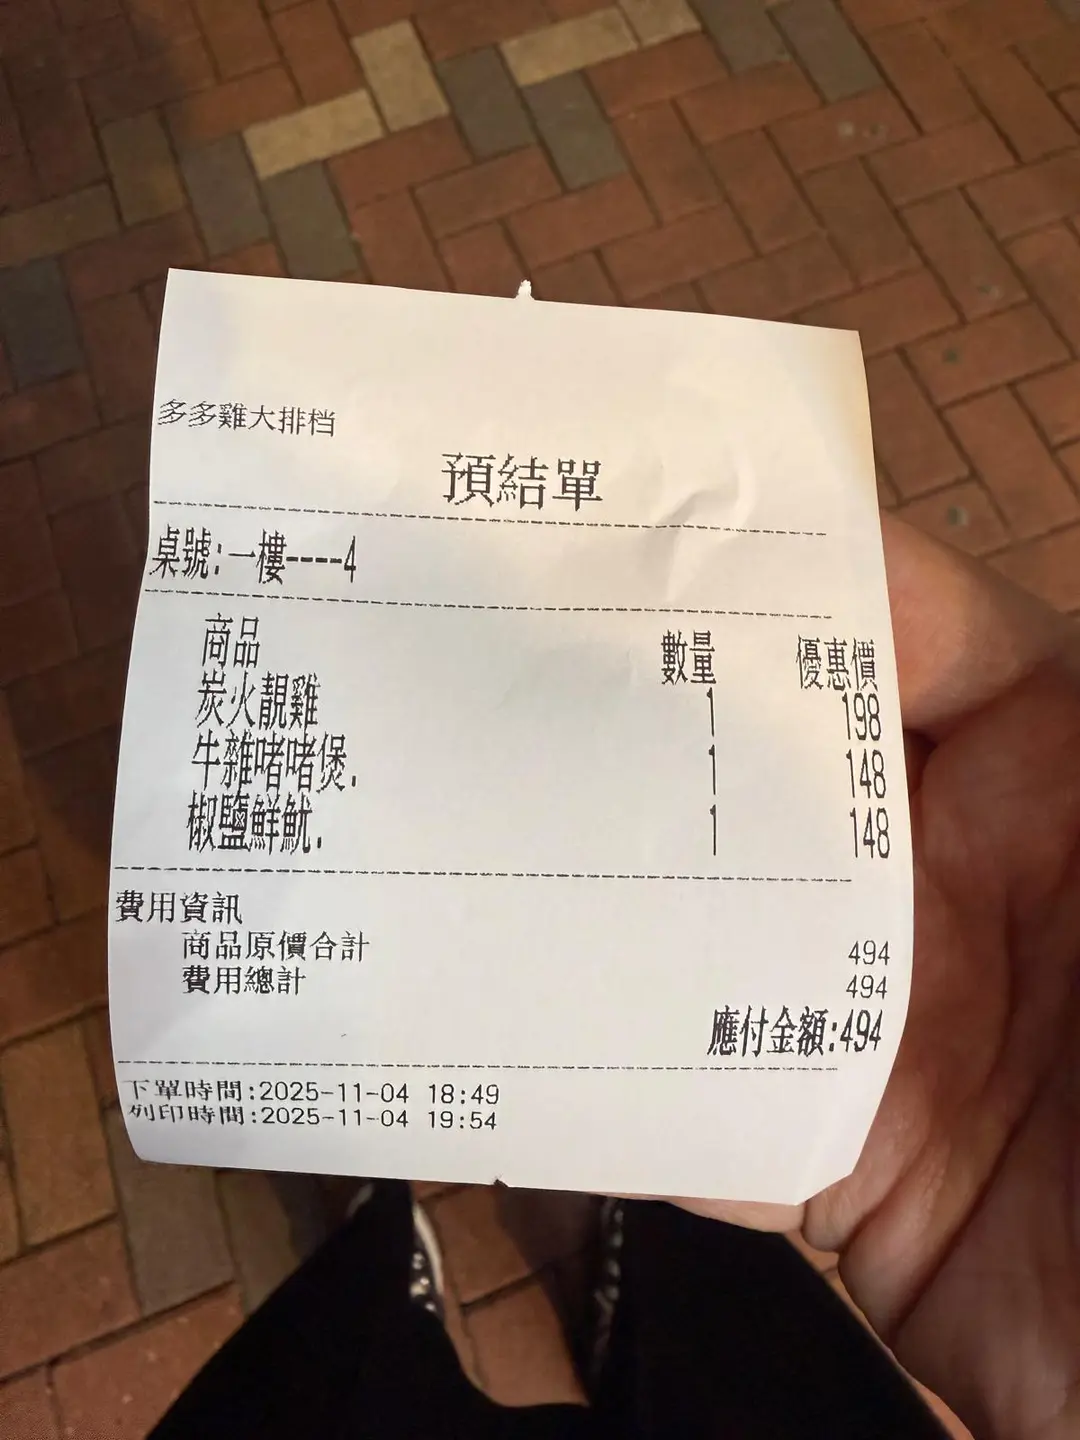 多多雞大排档
預結單
桌號:一樓----4
商品 數量 優惠價
炭火靚雞 1 198
牛雜啫啫煲. 1 148
椒鹽鮮魷. 1 148
費用資訊
商品原價合計 494
費用總計 494
應付金額:494
下單時間:2025-11-04 18:49
列印時間:2025-11-04 19:54